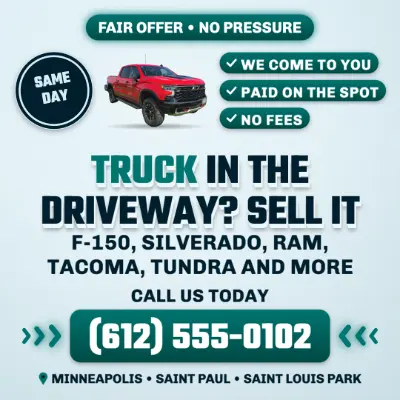 FAIR OFFER • NO PRESSURE
SAME
DAY
✓ WE COME TO YOU
✓ PAID ON THE SPOT
✓ NO FEES
TRUCK IN THE
DRIVEWAY? SELL IT
F-150, SILVERADO, RAM,
TACOMA, TUNDRA AND MORE
CALL US TODAY
(612) 555-0102
MINNEAPOLIS • SAINT PAUL • SAINT LOUIS PARK